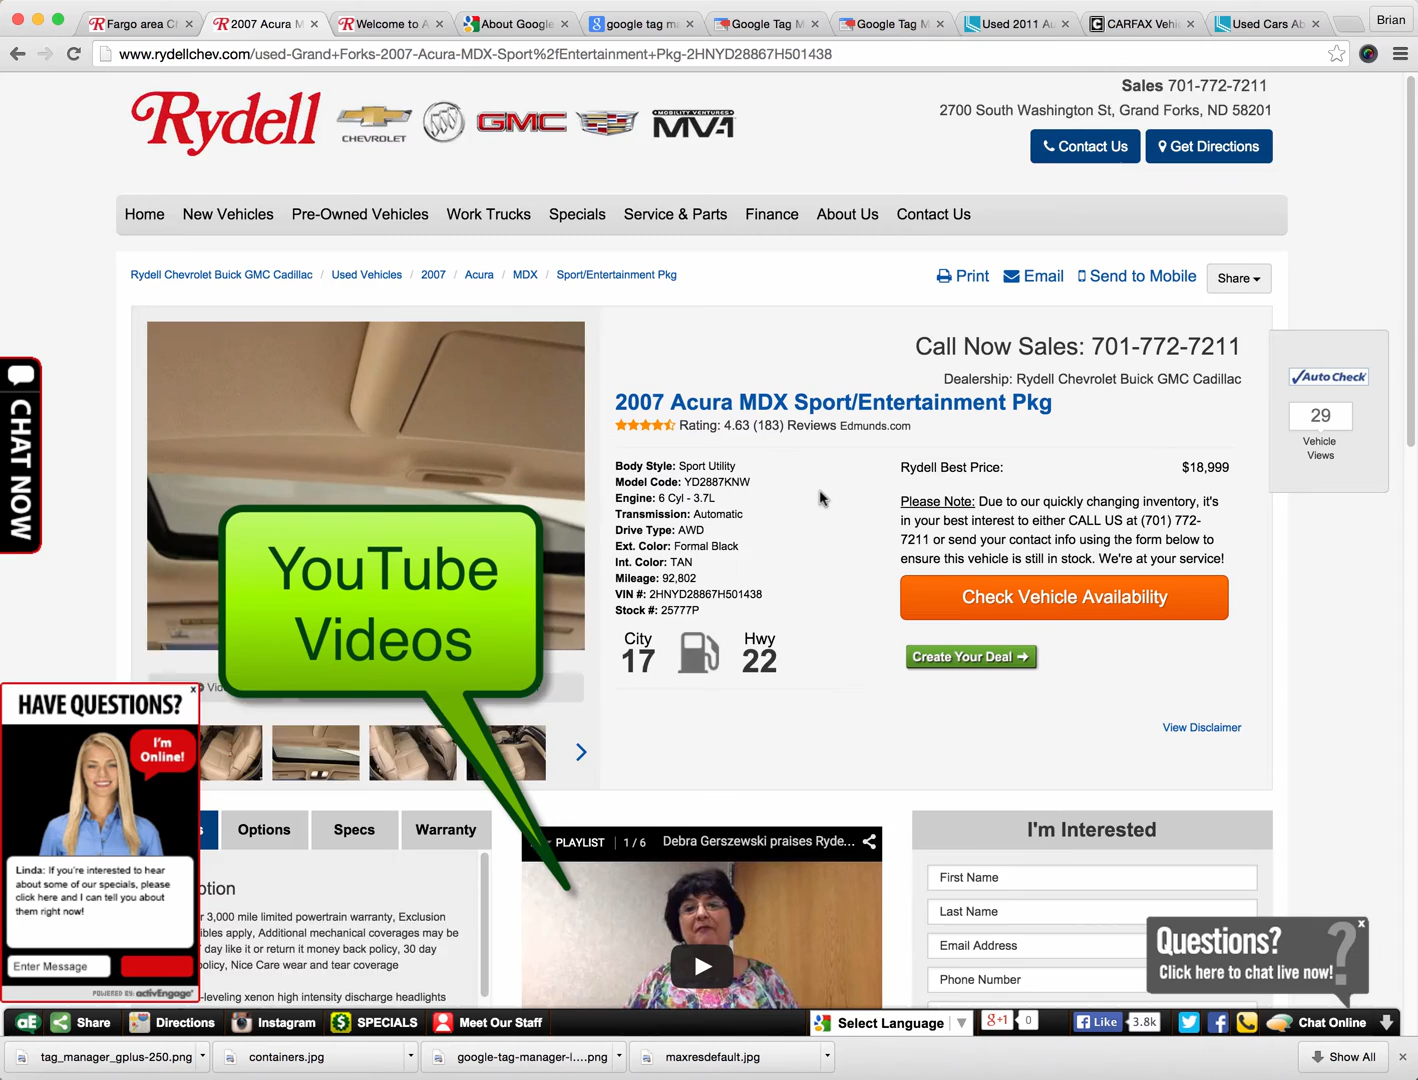 Fargo area C
2007 Acura M
Welcome to A
About Google
google tag ma
Google Tag M
Google Tag M
Used 2011 Au
CARFAX Vehi
Used Cars Ab
Brian
www.rydellchev.com/used-Grand+Forks-2007-Acura-MDX-Sport%2fEntertainment+Pkg-2HNYD28867H501438
Rydell
CHEVROLET
GMC
MOBILITY VENTURES
MV-1
Sales 701-772-7211
2700 South Washington St, Grand Forks, ND 58201
Contact Us
Get Directions
Home
New Vehicles
Pre-Owned Vehicles
Work Trucks
Specials
Service & Parts
Finance
About Us
Contact Us
Rydell Chevrolet Buick GMC Cadillac / Used Vehicles / 2007 / Acura / MDX / Sport/Entertainment Pkg
Print
Email
Send to Mobile
Share
Call Now Sales: 701-772-7211
Dealership: Rydell Chevrolet Buick GMC Cadillac
2007 Acura MDX Sport/Entertainment Pkg
Rating: 4.63 (183) Reviews Edmunds.com
Body Style: Sport Utility
Model Code: YD2887KNW
Engine: 6 Cyl - 3.7L
Transmission: Automatic
Drive Type: AWD
Ext. Color: Formal Black
Int. Color: TAN
Mileage: 92,802
VIN #: 2HNYD28867H501438
Stock #: 25777P
City
17
Hwy
22
Rydell Best Price: $18,999
Please Note: Due to our quickly changing inventory, it's
in your best interest to either CALL US at (701) 772-
7211 or send your contact info using the form below to
ensure this vehicle is still in stock. We're at your service!
Check Vehicle Availability
Create Your Deal
View Disclaimer
Auto Check
29
Vehicle
Views
CHAT NOW
YouTube
Videos
HAVE QUESTIONS?
x
I'm
Online!
Linda: If you're interested to hear
about some of our specials, please
click here and I can tell you about
them right now!
Enter Message
POWERED BY: activEngage
Options
Specs
Warranty
ption
r 3,000 mile limited powertrain warranty, Exclusion
ibles apply, Additional mechanical coverages may be
day like it or return it money back policy, 30 day
policy, Nice Care wear and tear coverage
-leveling xenon high intensity discharge headlights
PLAYLIST
1 / 6
Debra Gerszewski praises Ryde...
I'm Interested
First Name
Last Name
Email Address
Phone Number
Questions?
Click here to chat live now!
x
?
aE
Share
Directions
Instagram
SPECIALS
Meet Our Staff
Select Language
g+1
0
Like
3.8k
Chat Online
tag_manager_gplus-250.png
containers.jpg
google-tag-manager-l....png
maxresdefault.jpg
Show All